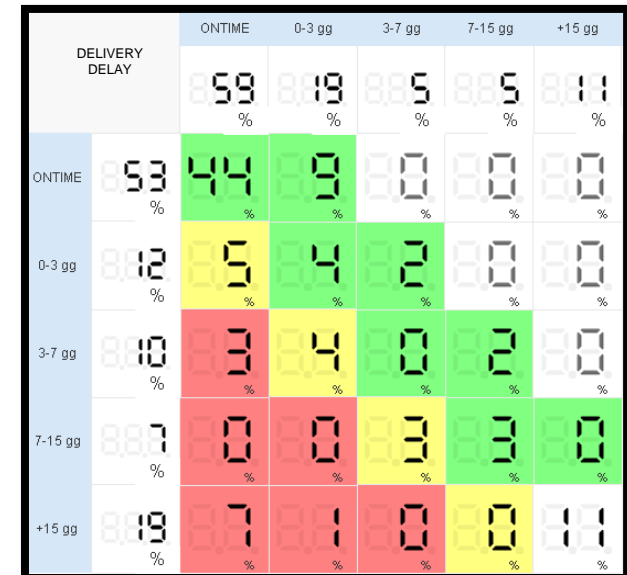 ONTIME 0-3 gg 3-7 gg 7-15 gg +15 gg
DELIVERY
DELAY
59 % 19 % 5 % 5 % 11 %
ONTIME 53 % 44 % 9 % 0 % 0 % 0 %
0-3 gg 12 % 5 % 4 % 2 % 0 % 0 %
3-7 gg 10 % 3 % 4 % 0 % 2 % 0 %
7-15 gg 7 % 0 % 0 % 3 % 3 % 0 %
+15 gg 19 % 7 % 1 % 0 % 0 % 11 %